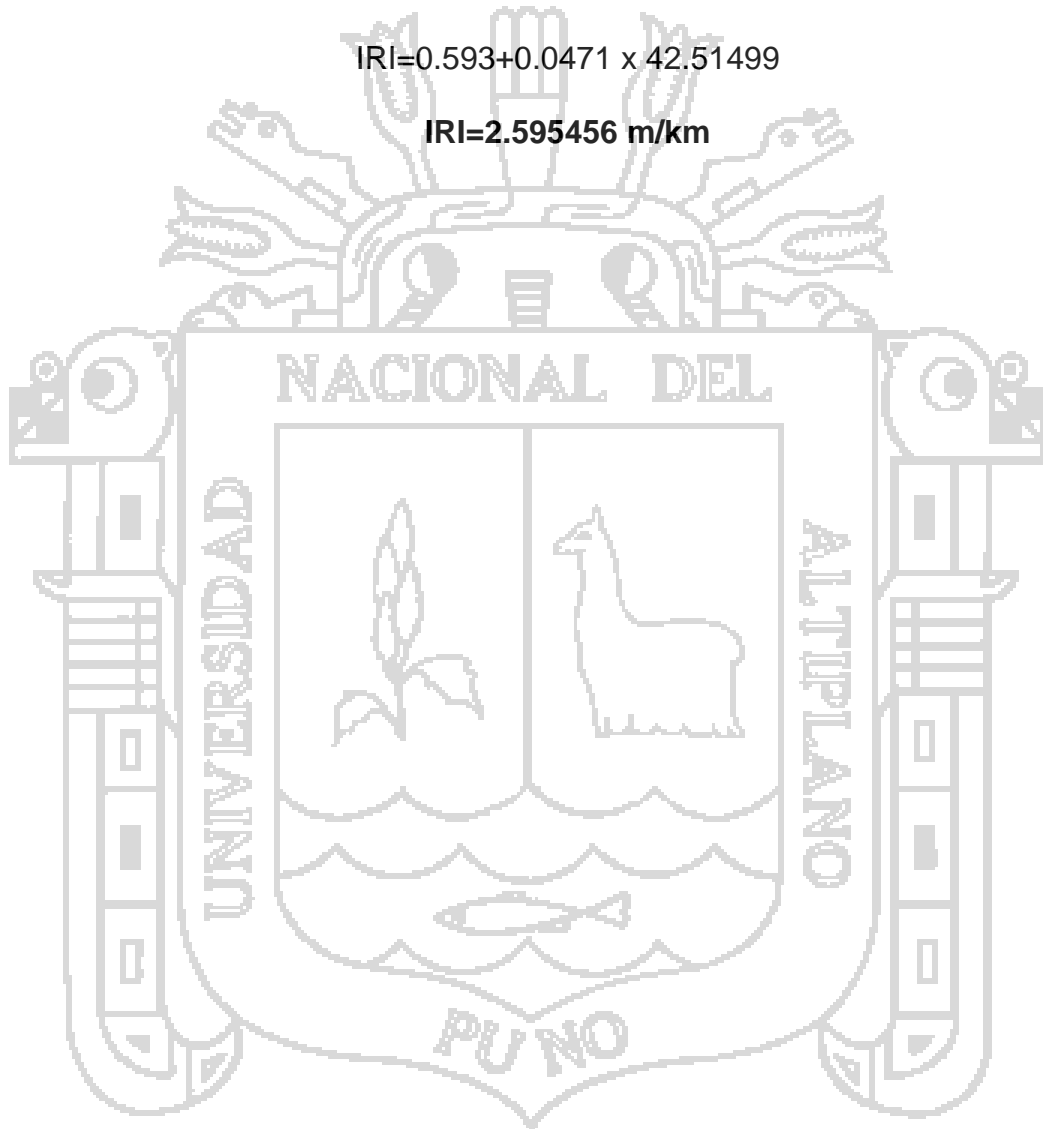 IRI=0.593+0.0471 x 42.51499
IRI=2.595456 m/km
NACIONAL DEL
UNIVERSIDAD
ALTIPLANO
PUNO